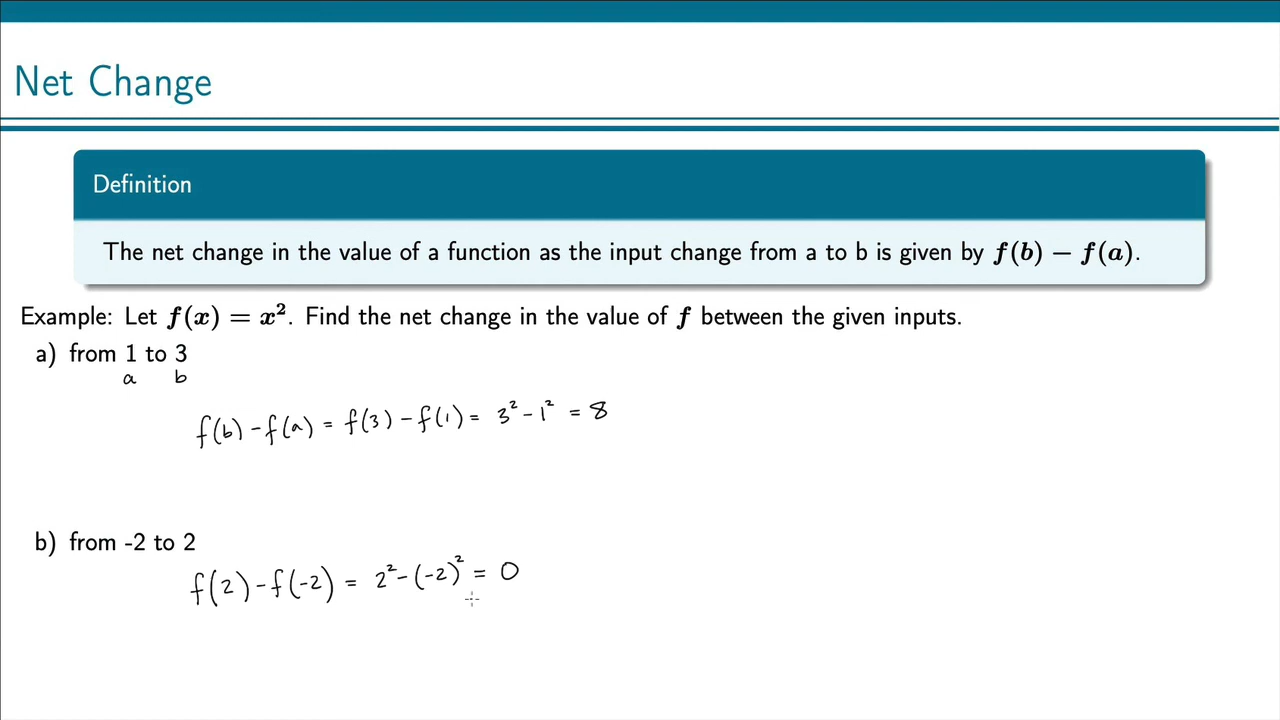 Net Change
Definition
The net change in the value of a function as the input change from a to b is given by f(b) − f(a).
Example: Let f(x) = x². Find the net change in the value of f between the given inputs.
a) from 1 to 3
a b
f(b) - f(a) = f(3) - f(1) = 3² - 1² = 8
b) from -2 to 2
f(2) - f(-2) = 2² - (-2)² = 0